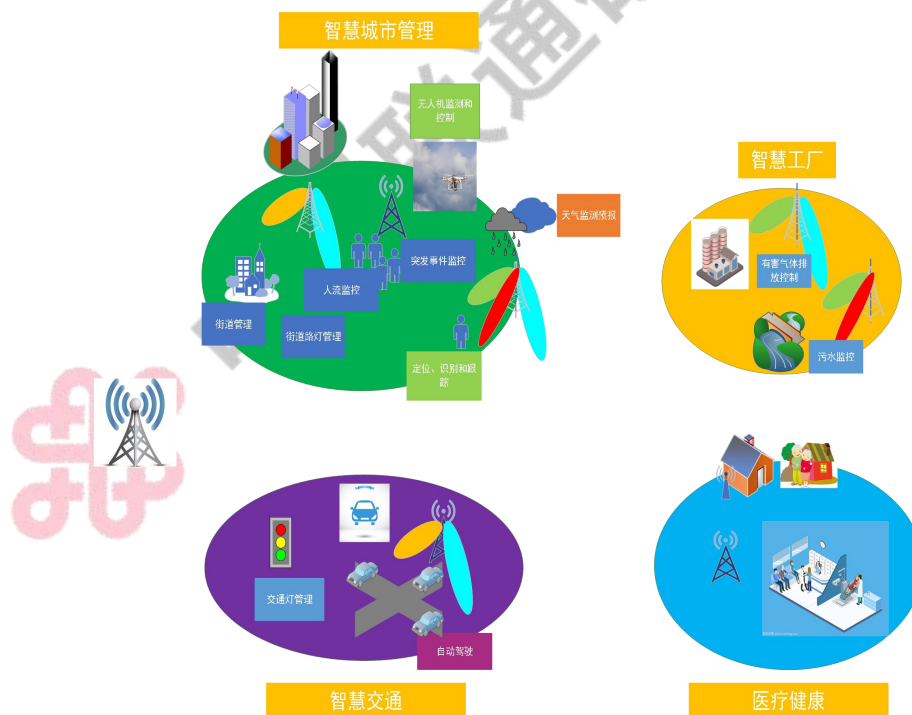 智慧城市管理
无人机监测和
控制
天气监测预报
突发事件监控
人流监控
街道管理
街道路灯管理
定位、识别和跟
踪
智慧工厂
有害气体排
放控制
污水监控
交通灯管理
自动驾驶
智慧交通
医疗健康
联通